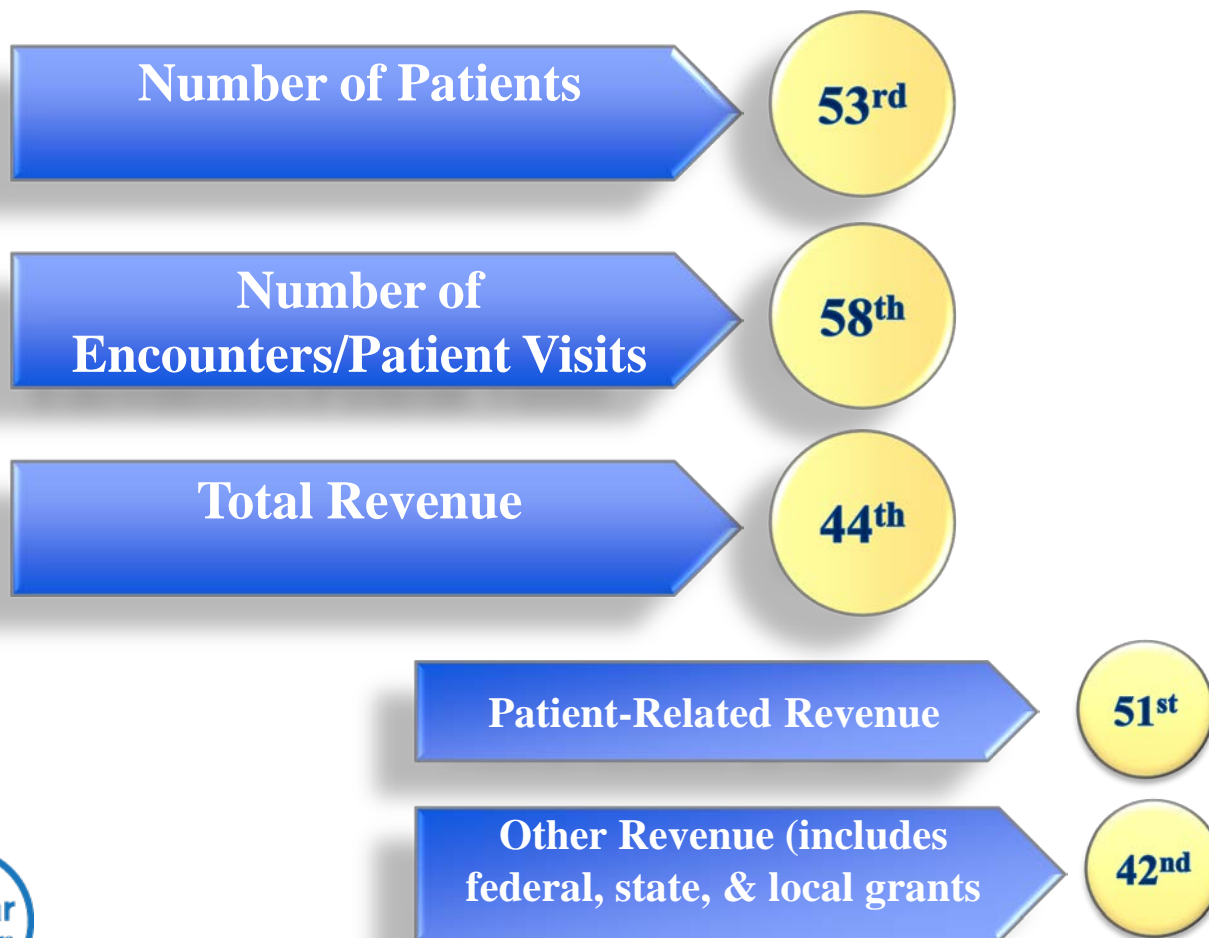 Number of Patients
53rd
Number of
Encounters/Patient Visits
58th
Total Revenue
44th
Patient-Related Revenue
51st
Other Revenue (includes
federal, state, & local grants
42nd